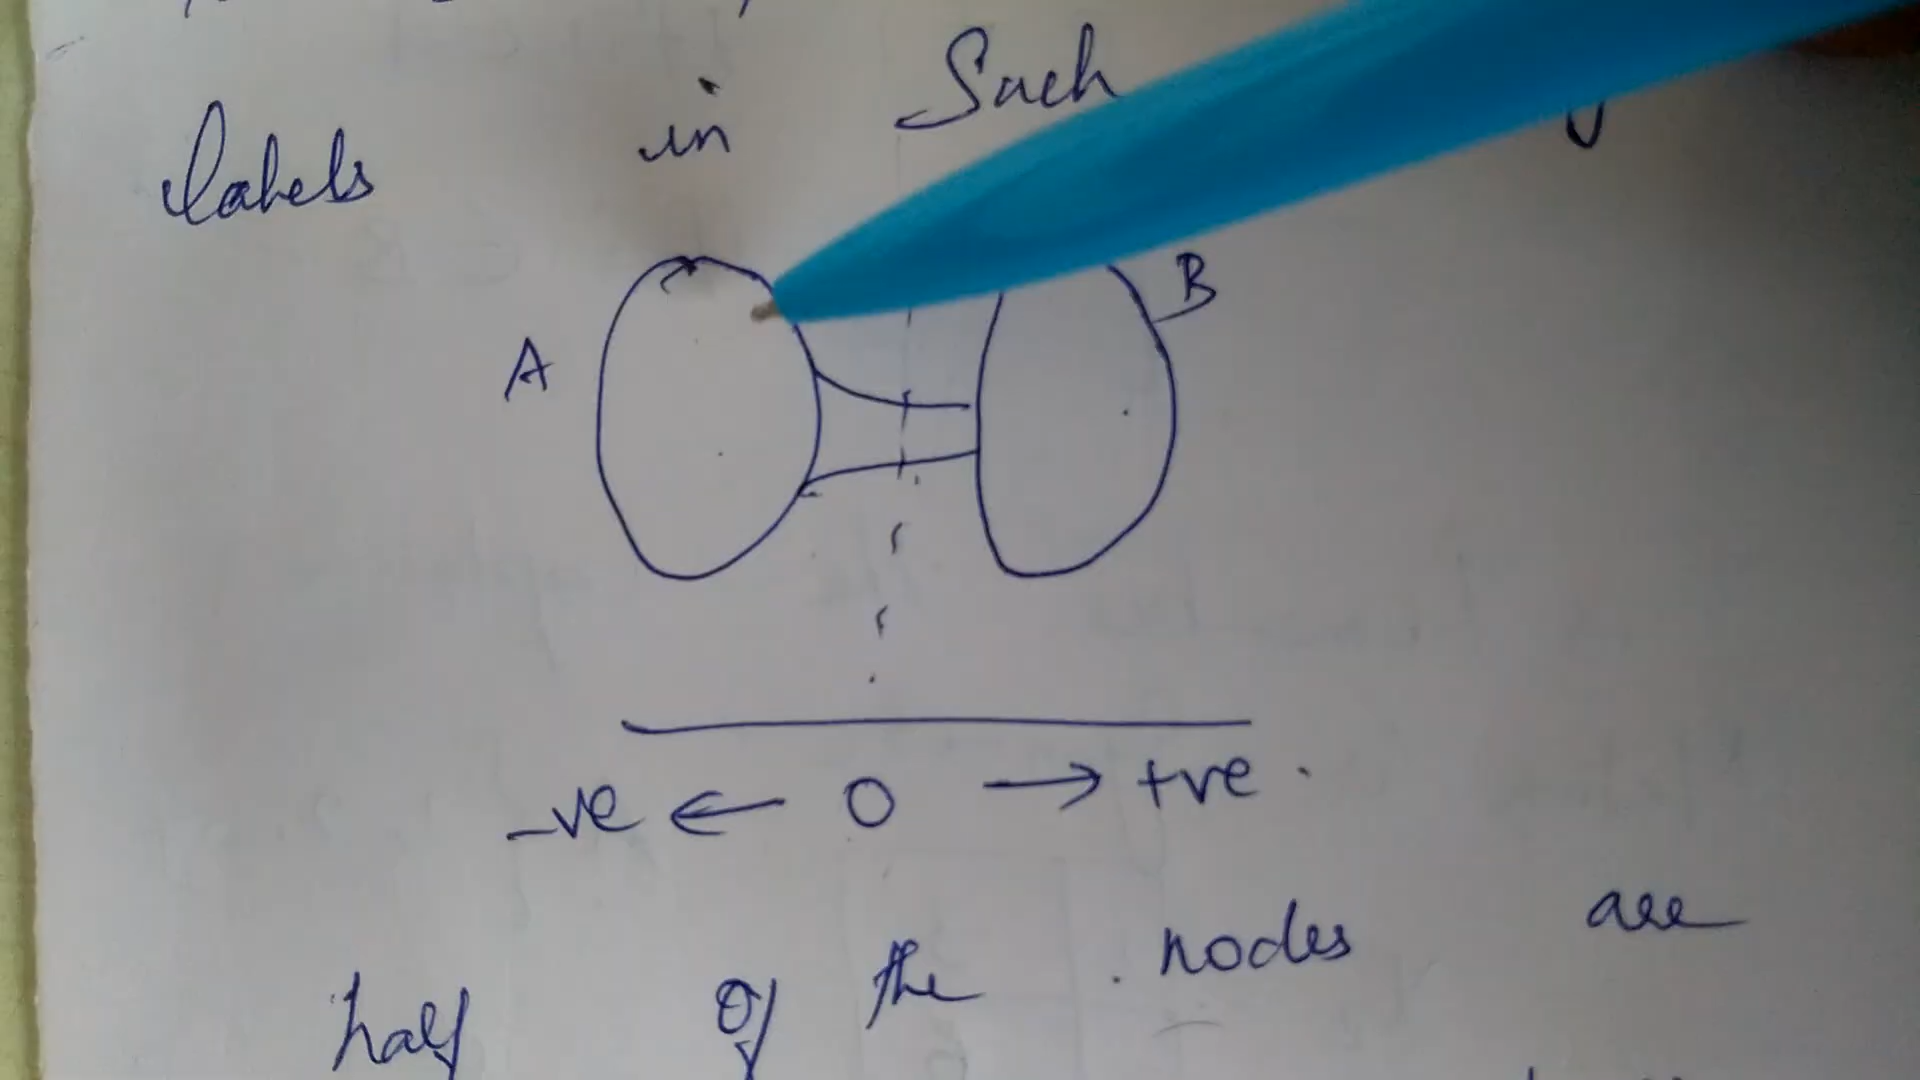 labels in Such
A B
-ve ← 0 → +ve
half of the nodes are